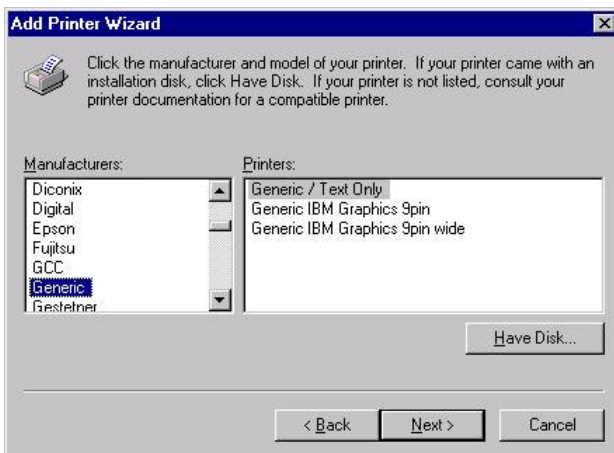 Add Printer Wizard
Click the manufacturer and model of your printer. If your printer came with an
installation disk, click Have Disk. If your printer is not listed, consult your
printer documentation for a compatible printer.
Manufacturers:
Printers:
Diconix
Digital
Epson
Fujitsu
GCC
Generic
Gestetner
Generic / Text Only
Generic IBM Graphics 9pin
Generic IBM Graphics 9pin wide
Have Disk...
< Back
Next >
Cancel